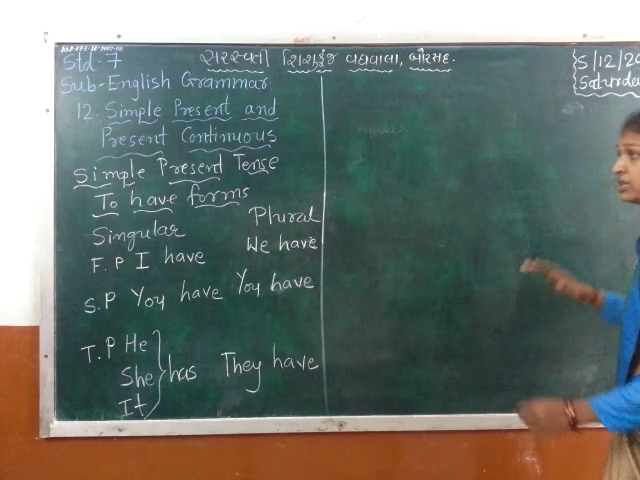 Std-7
સરસ્વતી શિશુકુંજ વઘવાલા, બોરસદ.
5/12/20
Saturda
Sub-English Grammar
12. Simple Present and
Present Continuous
Simple Present Tense
To have forms
Singular Plural
F. P I have We have
S. P You have You have
T. P He
She } has They have
It